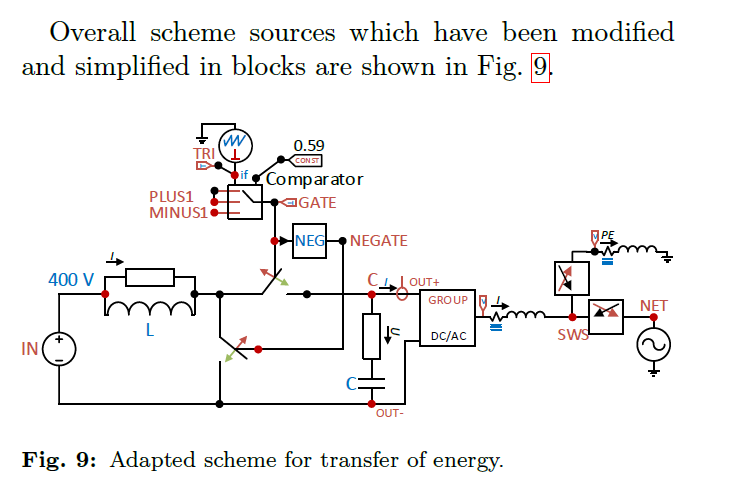 Overall scheme sources which have been modified
and simplified in blocks are shown in Fig. 9.
0.59
TRI
CONST
if
Comparator
PLUS1
GATE
MINUS1
NEG
NEGATE
PE
I
400 V
C
I
OUT+
GROUP
I
NET
L
U
DC/AC
SWS
IN
C
OUT-
Fig. 9: Adapted scheme for transfer of energy.